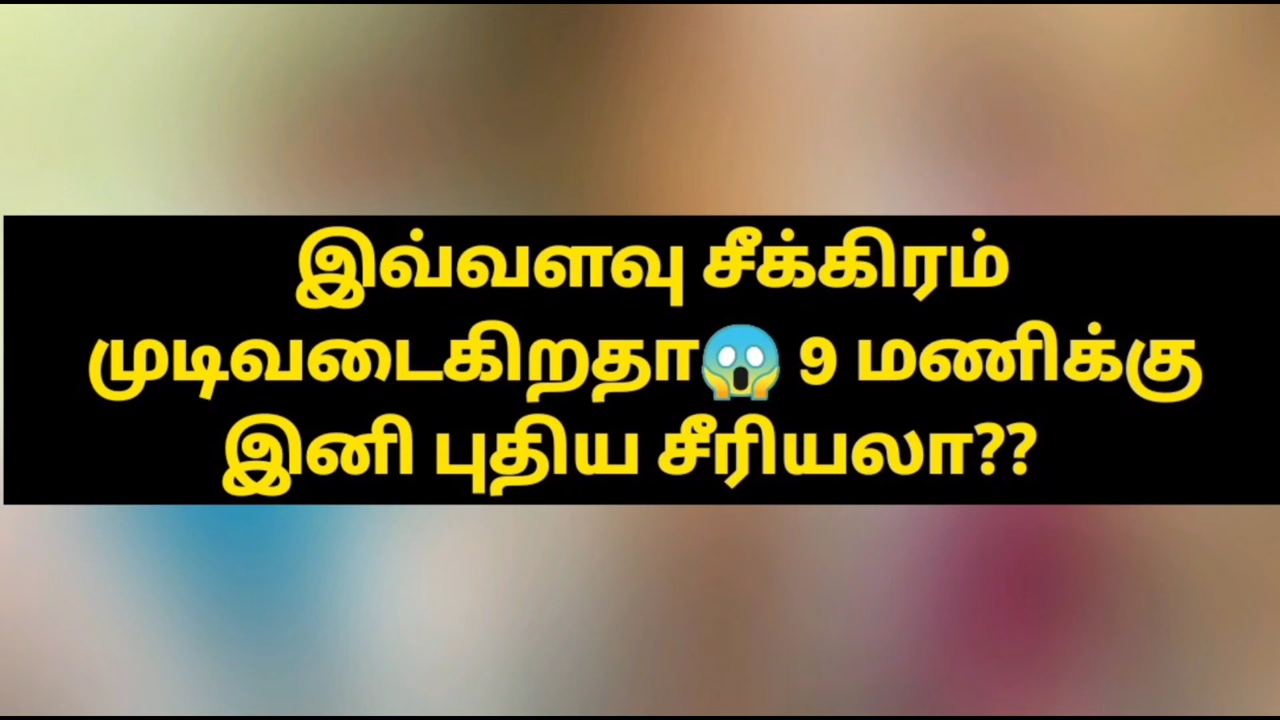 இவ்வளவு சீக்கிரம்
முடிவடைகிறதா😱 9 மணிக்கு
இனி புதிய சீரியலா??